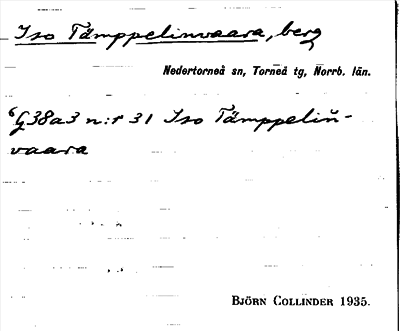 Iso Tämppelinvaara, berg
Nedertorneå sn, Torneå tg, Norrb. län.
G38a3 n:r 31 Iso Tämppelin̆-
vaara
BJÖRN COLLINDER 1935.